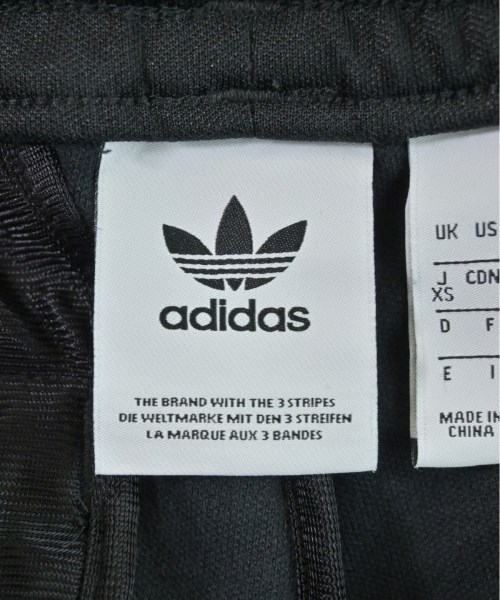 adidas
THE BRAND WITH THE 3 STRIPES
DIE WELTMARKE MIT DEN 3 STREIFEN
LA MARQUE AUX 3 BANDES
UK US
J CDN
XS
D F
E I
MADE IN
CHINA